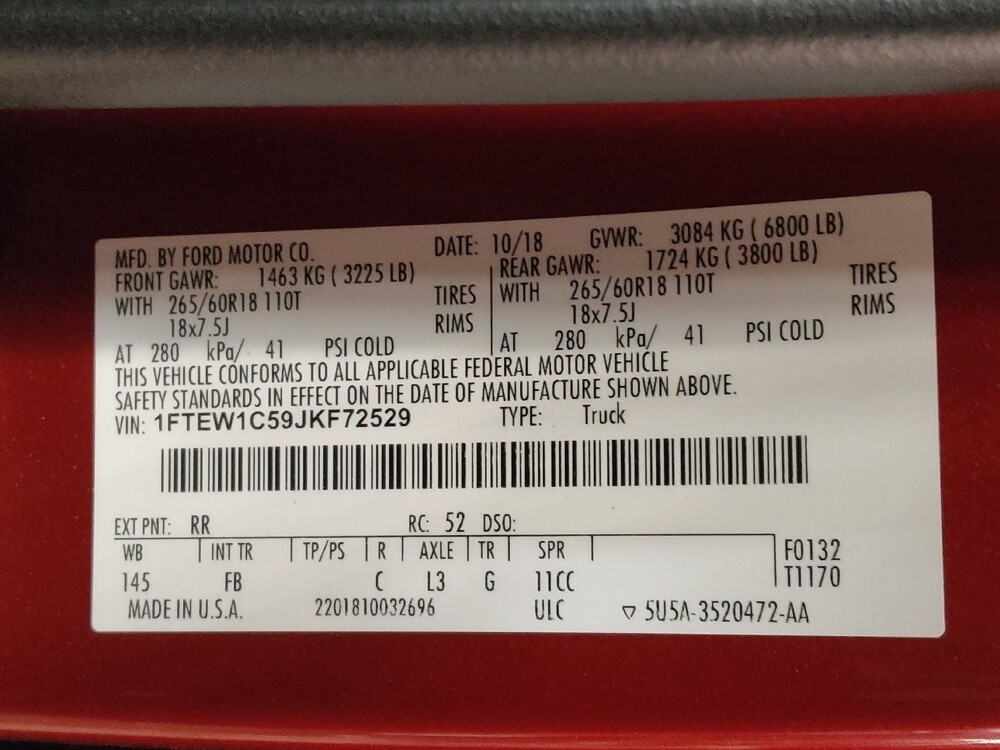 MFD. BY FORD MOTOR CO. DATE: 10/18 GVWR: 3084 KG ( 6800 LB)
FRONT GAWR: 1463 KG ( 3225 LB) REAR GAWR: 1724 KG ( 3800 LB)
WITH 265/60R18 110T TIRES WITH 265/60R18 110T TIRES
18x7.5J RIMS 18x7.5J RIMS
AT 280 kPa/ 41 PSI COLD AT 280 kPa/ 41 PSI COLD
THIS VEHICLE CONFORMS TO ALL APPLICABLE FEDERAL MOTOR VEHICLE
SAFETY STANDARDS IN EFFECT ON THE DATE OF MANUFACTURE SHOWN ABOVE.
VIN: 1FTEW1C59JKF72529 TYPE: Truck
EXT PNT: RR RC: 52 DSO:
WB INT TR TP/PS R AXLE TR SPR F0132
145 FB C L3 G 11CC T1170
MADE IN U.S.A. 2201810032696 ULC ▽ 5U5A-3520472-AA